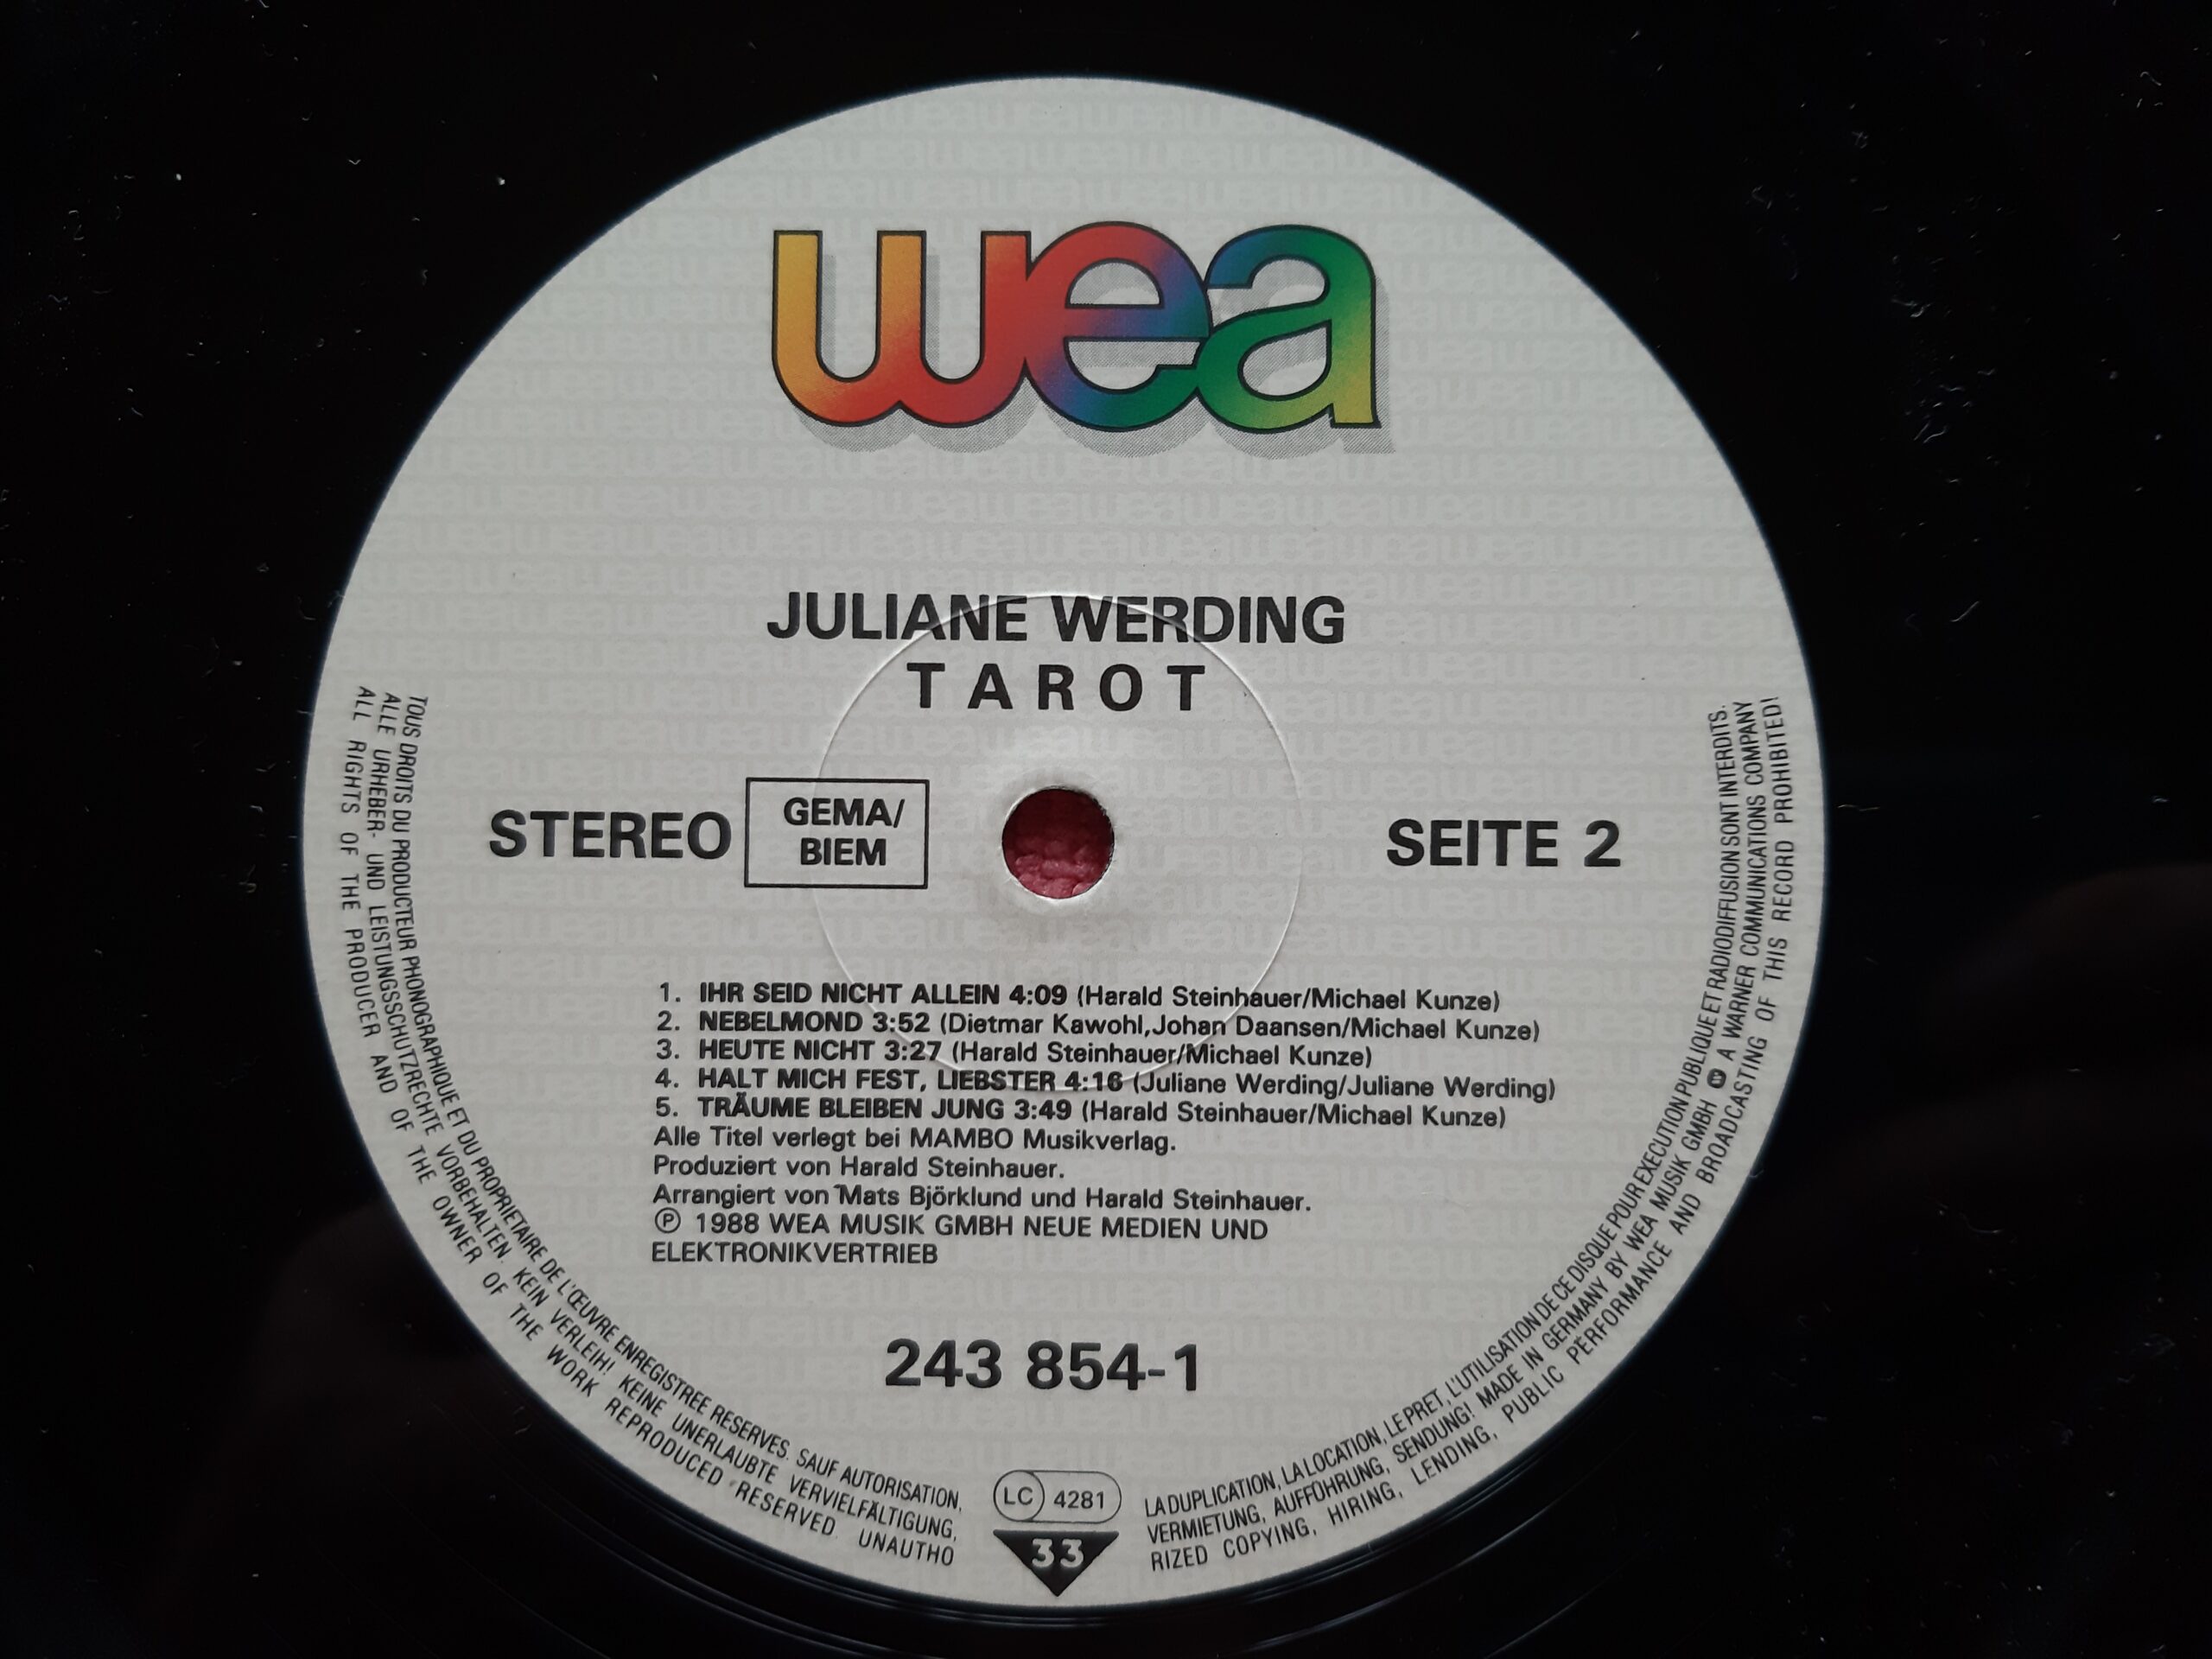 wea
JULIANE WERDING
TAROT
STEREO
GEMA/
BIEM
SEITE 2
1. IHR SEID NICHT ALLEIN 4:09 (Harald Steinhauer/Michael Kunze)
2. NEBELMOND 3:52 (Dietmar Kawohl,Johan Daansen/Michael Kunze)
3. HEUTE NICHT 3:27 (Harald Steinhauer/Michael Kunze)
4. HALT MICH FEST, LIEBSTER 4:16 (Juliane Werding/Juliane Werding)
5. TRÄUME BLEIBEN JUNG 3:49 (Harald Steinhauer/Michael Kunze)
Alle Titel verlegt bei MAMBO Musikverlag.
Produziert von Harald Steinhauer.
Arrangiert von Mats Björklund und Harald Steinhauer.
Ⓟ 1988 WEA MUSIK GMBH NEUE MEDIEN UND
ELEKTRONIKVERTRIEB
243 854-1
TOUS DROITS DU PRODUCTEUR PHONOGRAPHIQUE ET DU PROPRIETAIRE DE L'ŒUVRE ENREGISTREE RESERVES. SAUF AUTORISATION, LA DUPLICATION, LA LOCATION, LE PRET, L'UTILISATION DE CE DISQUE POUR EXECUTION PUBLIQUE ET RADIODIFFUSION SONT INTERDITS.
ALLE URHEBER- UND LEISTUNGSSCHUTZRECHTE VORBEHALTEN. KEIN VERLEIH! KEINE UNERLAUBTE VERVIELFÄLTIGUNG, VERMIETUNG, AUFFÜHRUNG, SENDUNG! MADE IN GERMANY BY WEA MUSIK GMBH A WARNER COMMUNICATIONS COMPANY
ALL RIGHTS OF THE PRODUCER AND OF THE OWNER OF THE WORK REPRODUCED RESERVED. UNAUTHORIZED COPYING, HIRING, LENDING, PUBLIC PERFORMANCE AND BROADCASTING OF THIS RECORD PROHIBITED!
LC 4281
33